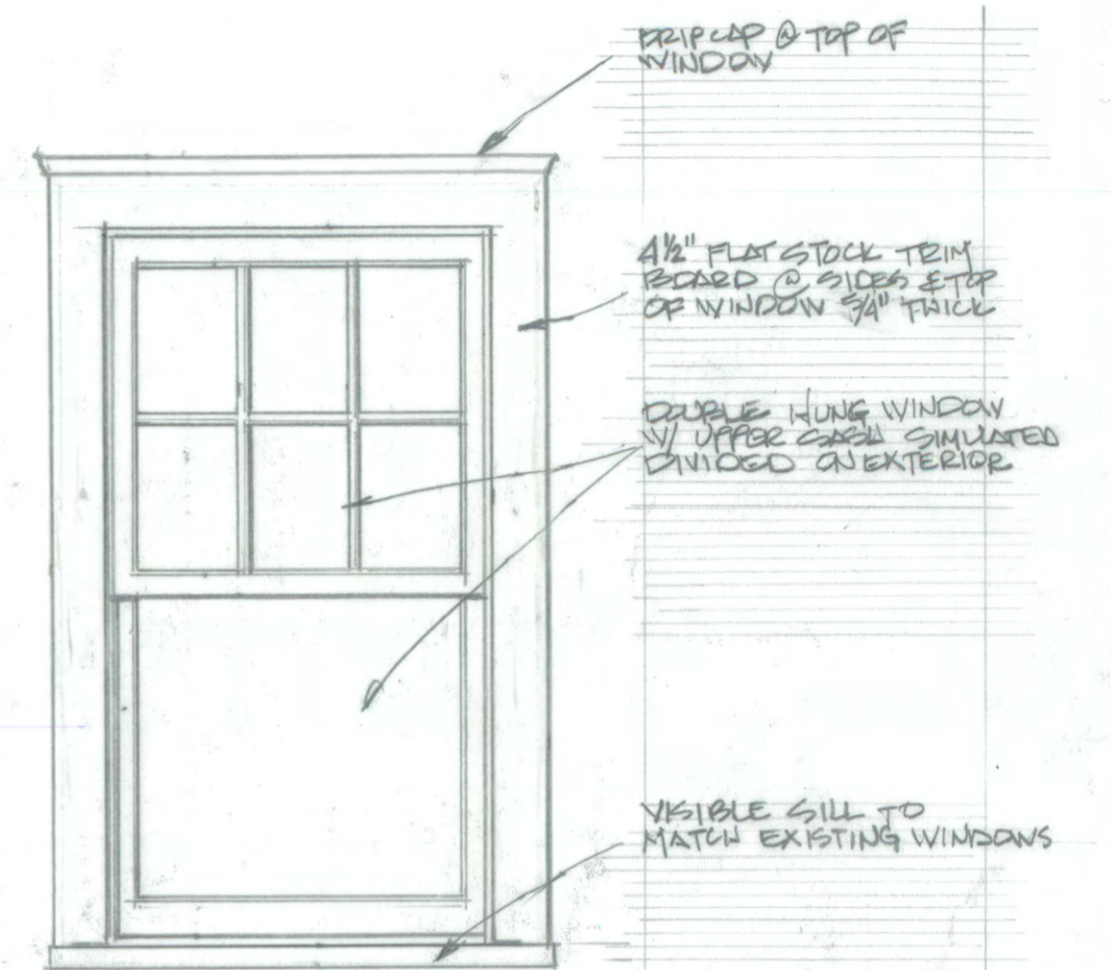 DRIP CAP @ TOP OF
WINDOW
4½" FLAT STOCK TRIM
BOARD @ SIDES & TOP
OF WINDOW 5/4" THICK
DOUBLE HUNG WINDOW
W/ UPPER SASH SIMULATED
DIVIDED ON EXTERIOR
VISIBLE SILL TO
MATCH EXISTING WINDOWS